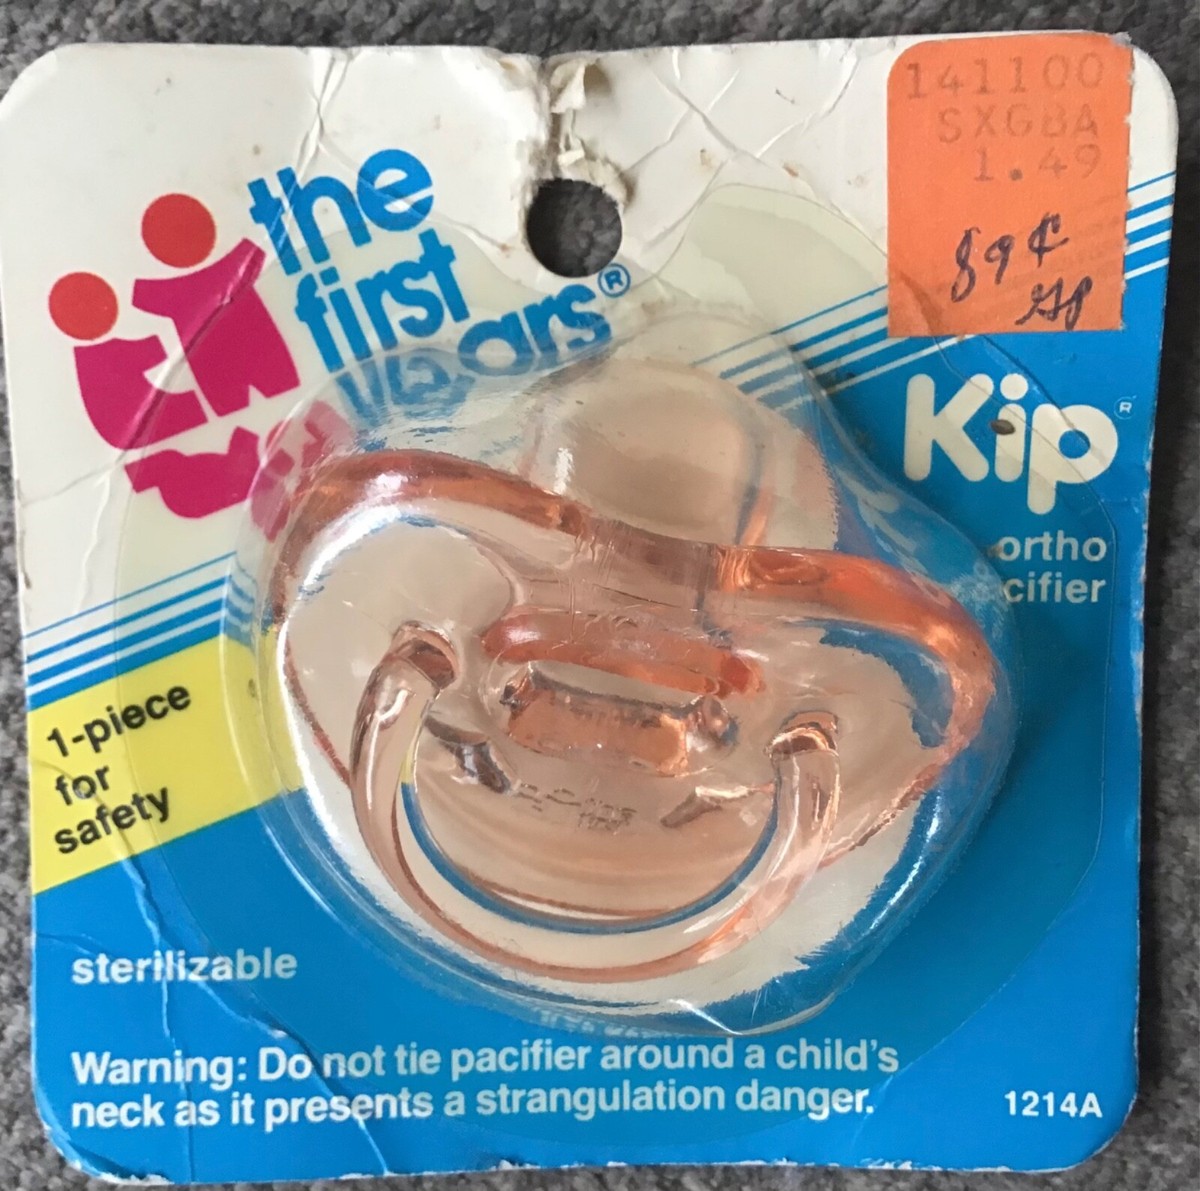 the
first
years®
141100
SXGBA
1.49
89¢
Kip®
ortho
cifier
1-piece
for
safety
sterilizable
Warning: Do not tie pacifier around a child's
neck as it presents a strangulation danger.
1214A